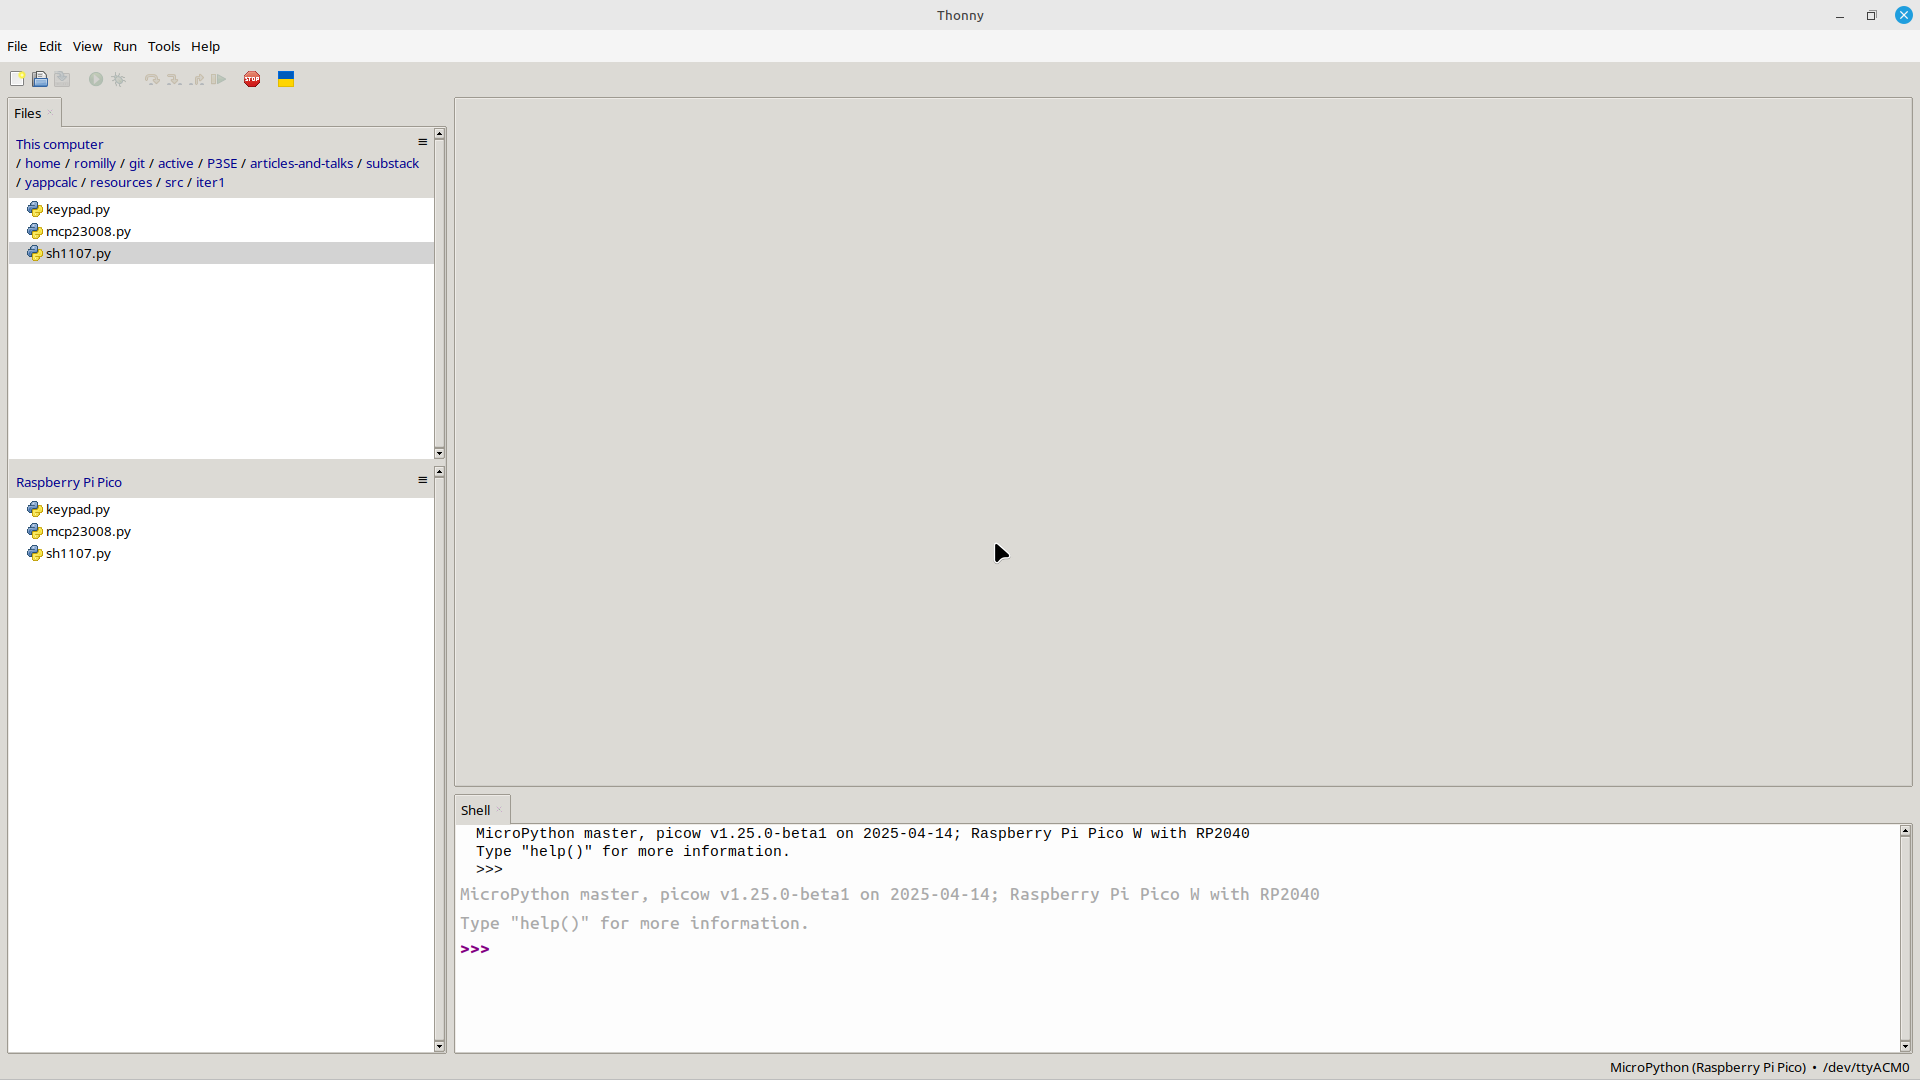 Thonny
File Edit View Run Tools Help
STOP
Files
This computer
/ home / romilly / git / active / P3SE / articles-and-talks / substack
/ yappcalc / resources / src / iter1
keypad.py
mcp23008.py
sh1107.py
Raspberry Pi Pico
keypad.py
mcp23008.py
sh1107.py
Shell
MicroPython master, picow v1.25.0-beta1 on 2025-04-14; Raspberry Pi Pico W with RP2040
Type "help()" for more information.
>>>
MicroPython master, picow v1.25.0-beta1 on 2025-04-14; Raspberry Pi Pico W with RP2040
Type "help()" for more information.
>>>
MicroPython (Raspberry Pi Pico) • /dev/ttyACM0